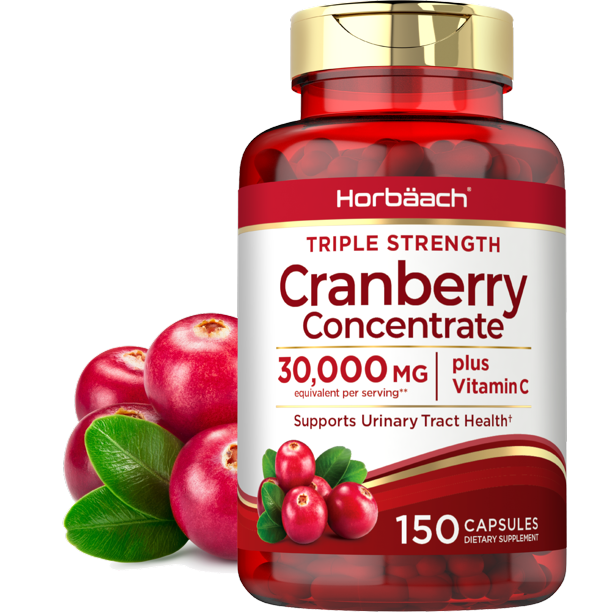 Horbäach®
TRIPLE STRENGTH
Cranberry
Concentrate
30,000 MG
equivalent per serving**
plus
Vitamin C
Supports Urinary Tract Health†
150 CAPSULES
DIETARY SUPPLEMENT